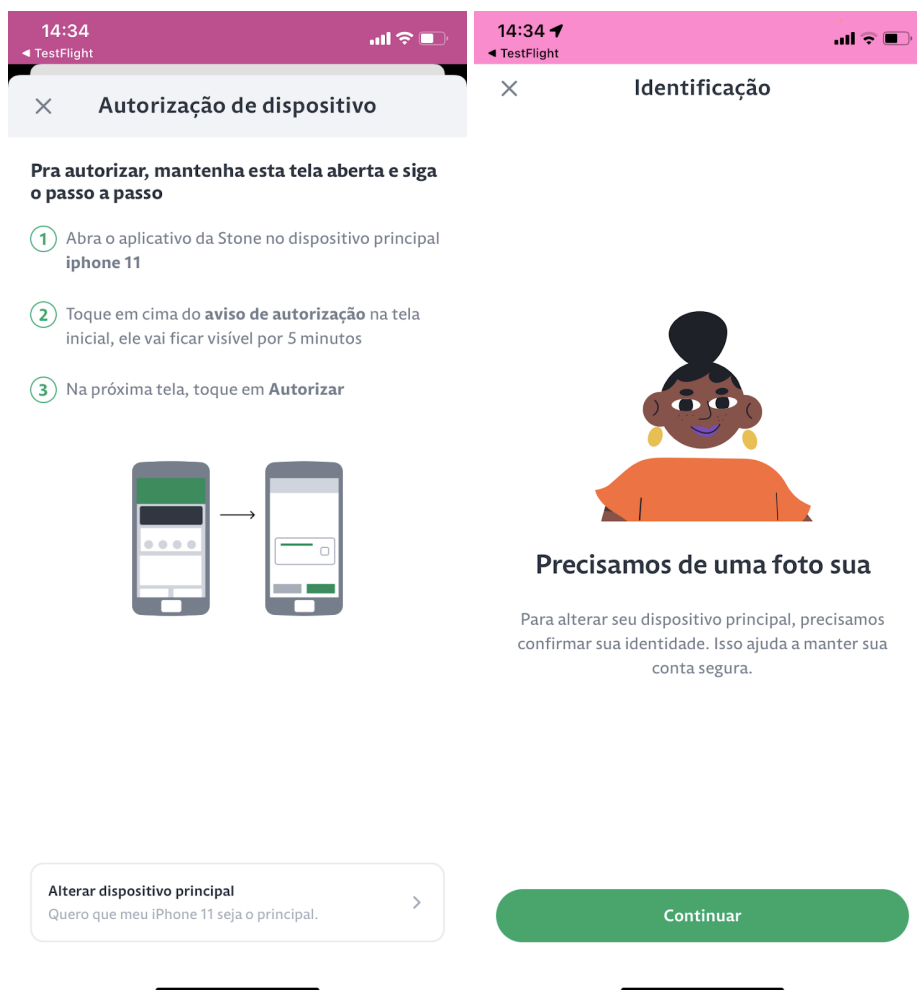 14:34
◀ TestFlight
Autorização de dispositivo
Pra autorizar, mantenha esta tela aberta e siga
o passo a passo
1 Abra o aplicativo da Stone no dispositivo principal
iphone 11
2 Toque em cima do aviso de autorização na tela
inicial, ele vai ficar visível por 5 minutos
3 Na próxima tela, toque em Autorizar
Alterar dispositivo principal
Quero que meu iPhone 11 seja o principal.
14:34
◀ TestFlight
Identificação
Precisamos de uma foto sua
Para alterar seu dispositivo principal, precisamos
confirmar sua identidade. Isso ajuda a manter sua
conta segura.
Continuar